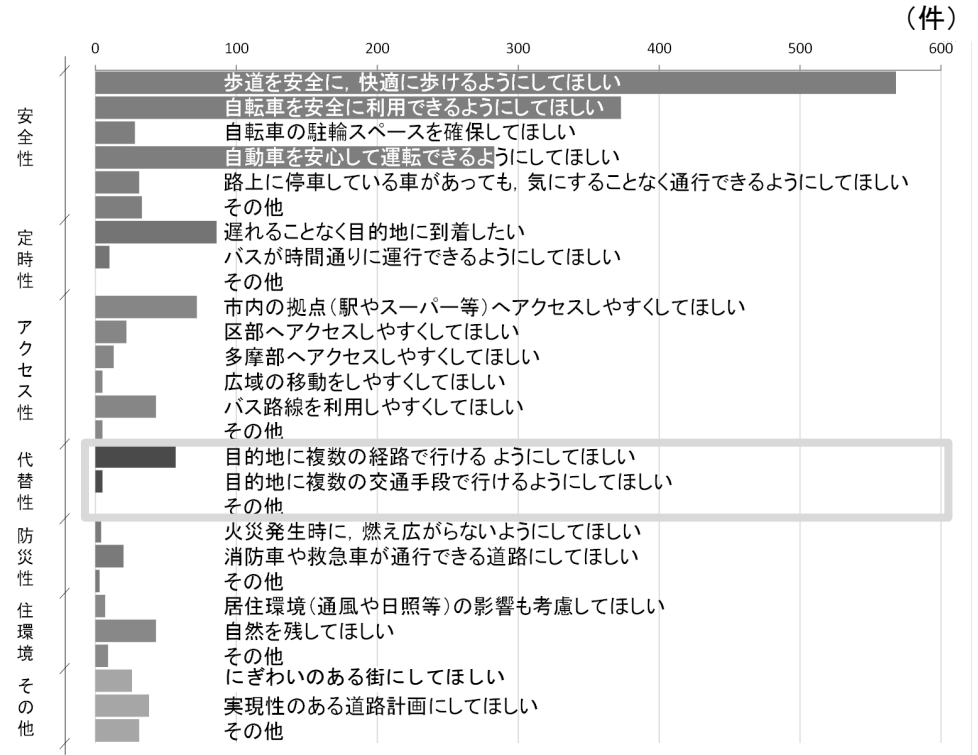 （件）
0 100 200 300 400 500 600
安全性
歩道を安全に，快適に歩けるようにしてほしい
自転車を安全に利用できるようにしてほしい
自転車の駐輪スペースを確保してほしい
自動車を安心して運転できるようにしてほしい
路上に停車している車があっても，気にすることなく通行できるようにしてほしい
その他
定時性
遅れることなく目的地に到着したい
バスが時間通りに運行できるようにしてほしい
その他
アクセス性
市内の拠点（駅やスーパー等）へアクセスしやすくしてほしい
区部へアクセスしやすくしてほしい
多摩部へアクセスしやすくしてほしい
広域の移動をしやすくしてほしい
バス路線を利用しやすくしてほしい
その他
代替性
目的地に複数の経路で行ける ようにしてほしい
目的地に複数の交通手段で行けるようにしてほしい
その他
防災性
火災発生時に，燃え広がらないようにしてほしい
消防車や救急車が通行できる道路にしてほしい
その他
住環境
居住環境（通風や日照等）の影響も考慮してほしい
自然を残してほしい
その他
その他
にぎわいのある街にしてほしい
実現性のある道路計画にしてほしい
その他